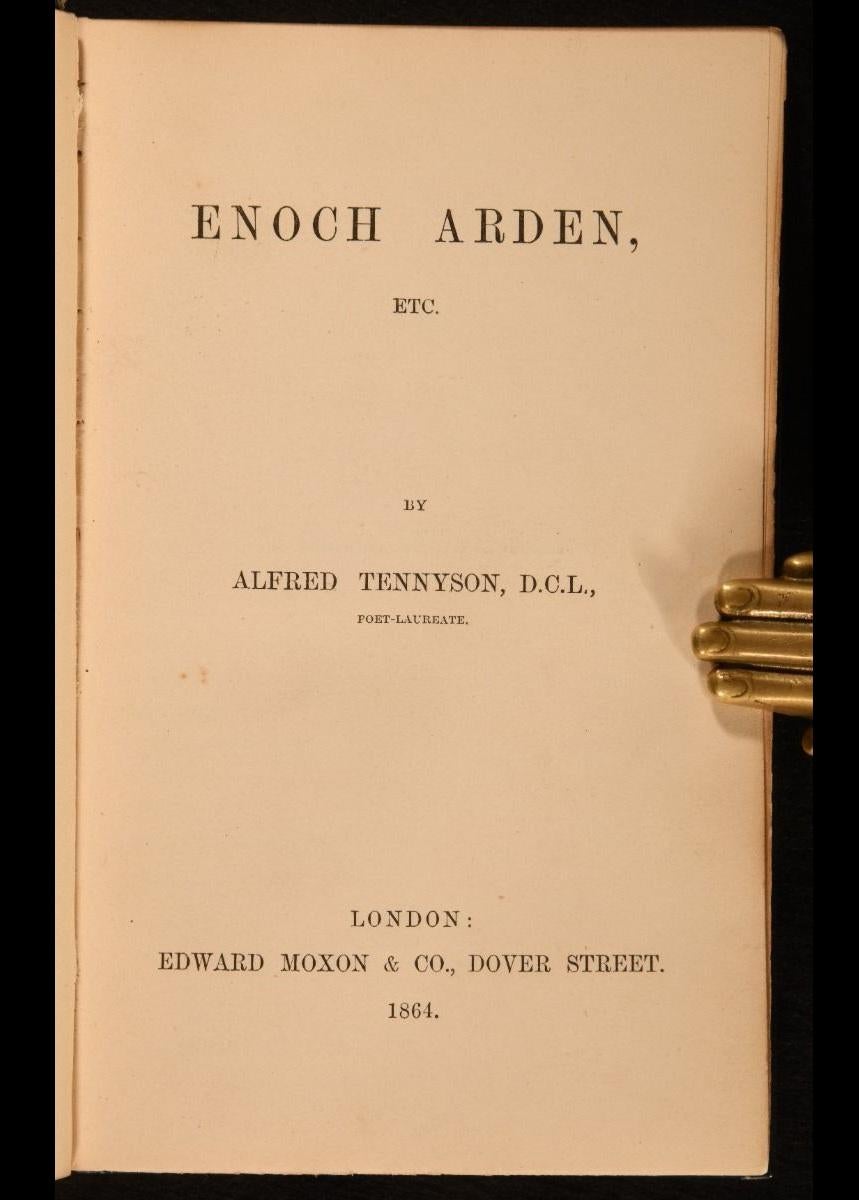 ENOCH ARDEN,
ETC.
BY
ALFRED TENNYSON, D.C.L.,
POET-LAUREATE.
LONDON:
EDWARD MOXON & CO., DOVER STREET.
1864.